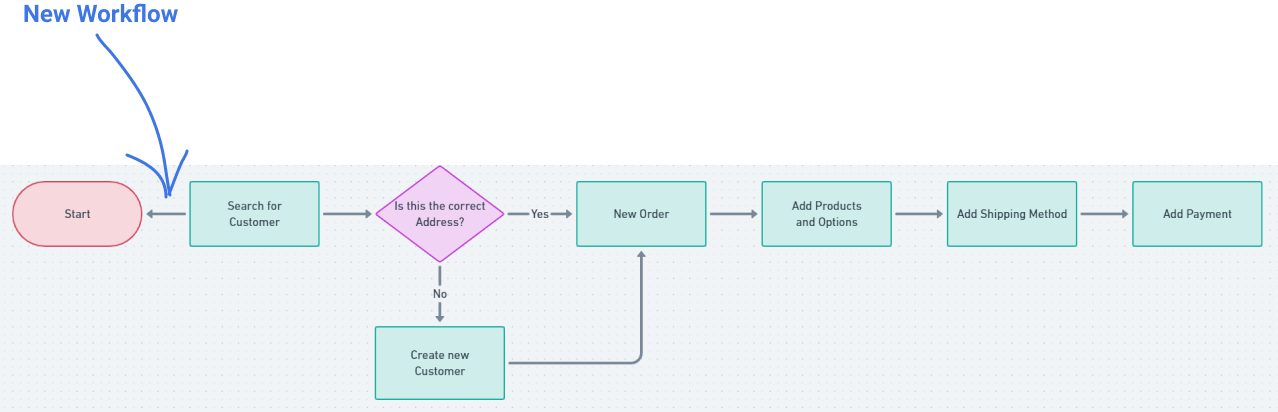 New Workflow
Start
Search for
Customer
Is this the correct
Address?
Yes
New Order
Add Products
and Options
Add Shipping Method
Add Payment
No
Create new
Customer